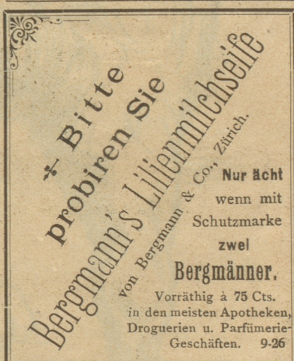 Bitte
probiren Sie
Bergmann's Lilienmilchseife
von Bergmann & Co., Zürich.
Nur ächt
wenn mit
Schutzmarke
zwei
Bergmänner.
Vorräthig à 75 Cts.
in den meisten Apotheken,
Droguerien u. Parfümerie-
Geschäften. 9-26